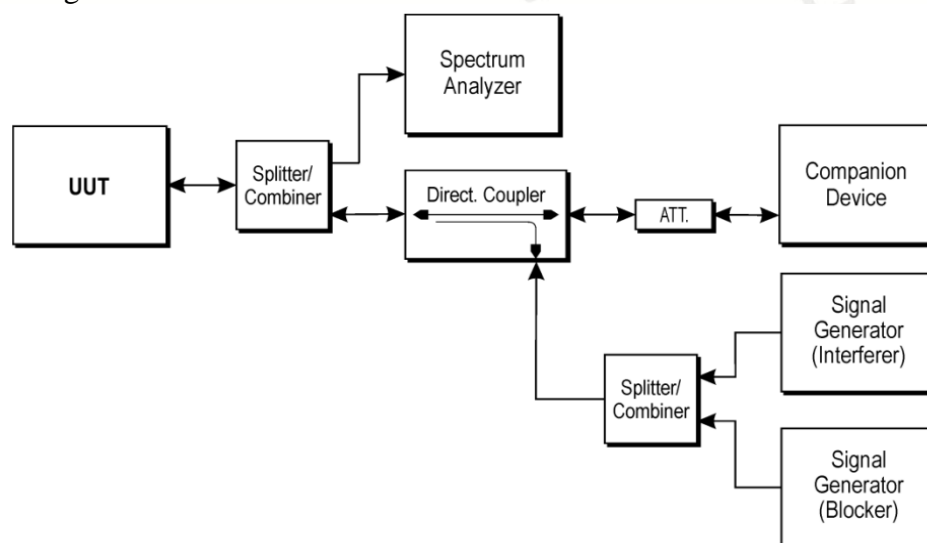 Spectrum
Analyzer
UUT
Splitter/
Combiner
Direct. Coupler
ATT.
Companion
Device
Signal
Generator
(Interferer)
Splitter/
Combiner
Signal
Generator
(Blocker)